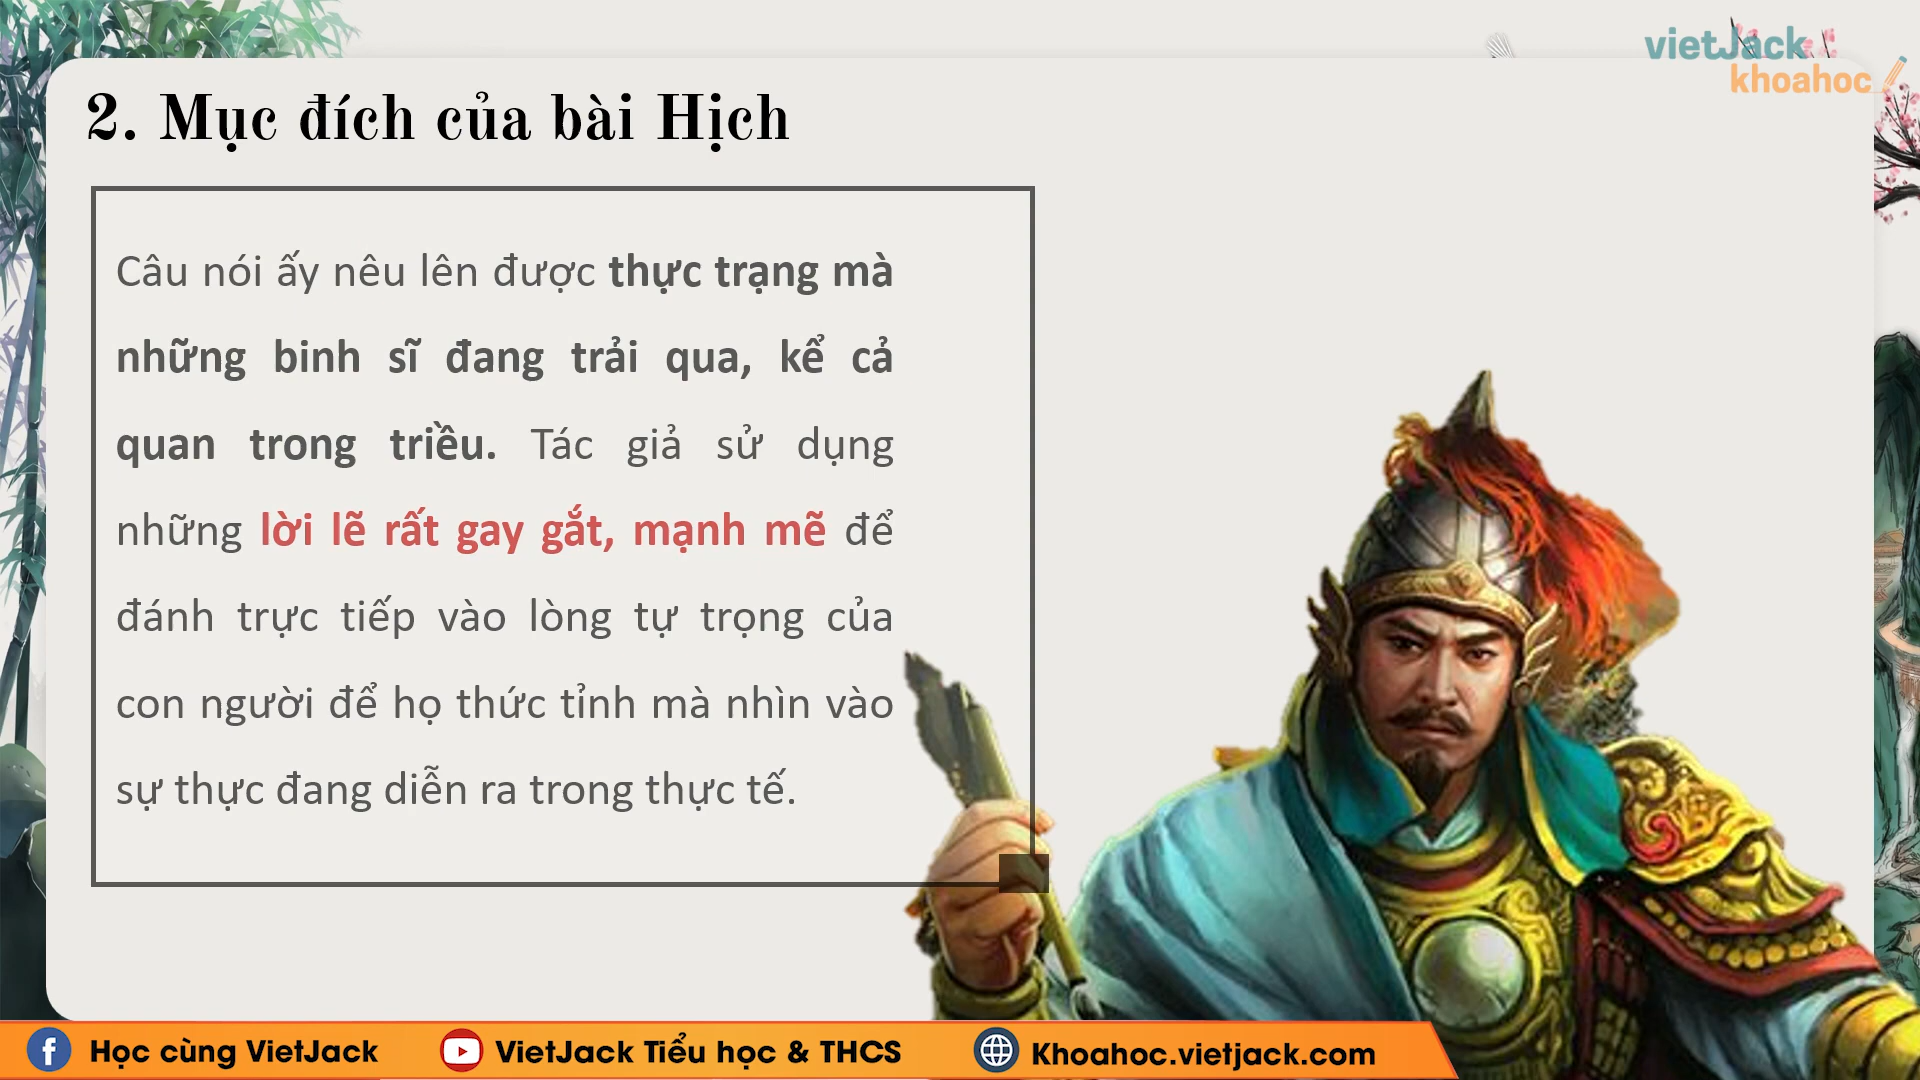 vietJack
khoahoc
2. Mục đích của bài Hịch
Câu nói ấy nêu lên được thực trạng mà
những binh sĩ đang trải qua, kể cả
quan trong triều. Tác giả sử dụng
những lời lẽ rất gay gắt, mạnh mẽ để
đánh trực tiếp vào lòng tự trọng của
con người để họ thức tỉnh mà nhìn vào
sự thực đang diễn ra trong thực tế.
Học cùng VietJack
VietJack Tiểu học & THCS
Khoahoc.vietjack.com